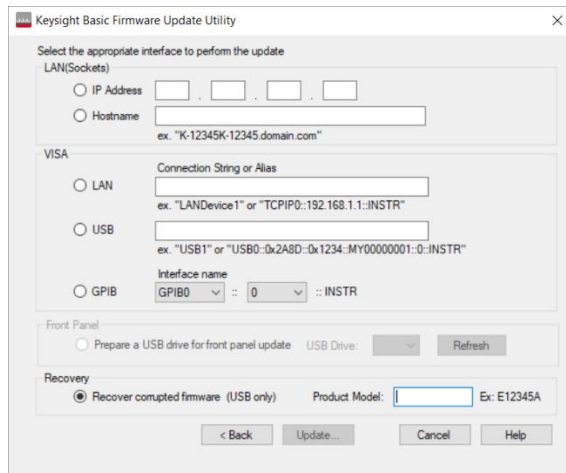 Keysight Basic Firmware Update Utility
Select the appropriate interface to perform the update
LAN(Sockets)
IP Address . . .
Hostname
ex. "K-12345K-12345.domain.com"
VISA
Connection String or Alias
LAN
ex. "LANDevice1" or "TCPIP0::192.168.1.1::INSTR"
USB
ex. "USB1" or "USB0::0x2A8D::0x1234::MY00000001::0::INSTR"
Interface name
GPIB GPIB0 :: 0 :: INSTR
Front Panel
Prepare a USB drive for front panel update USB Drive: Refresh
Recovery
Recover corrupted firmware (USB only) Product Model: Ex: E12345A
< Back Update... Cancel Help